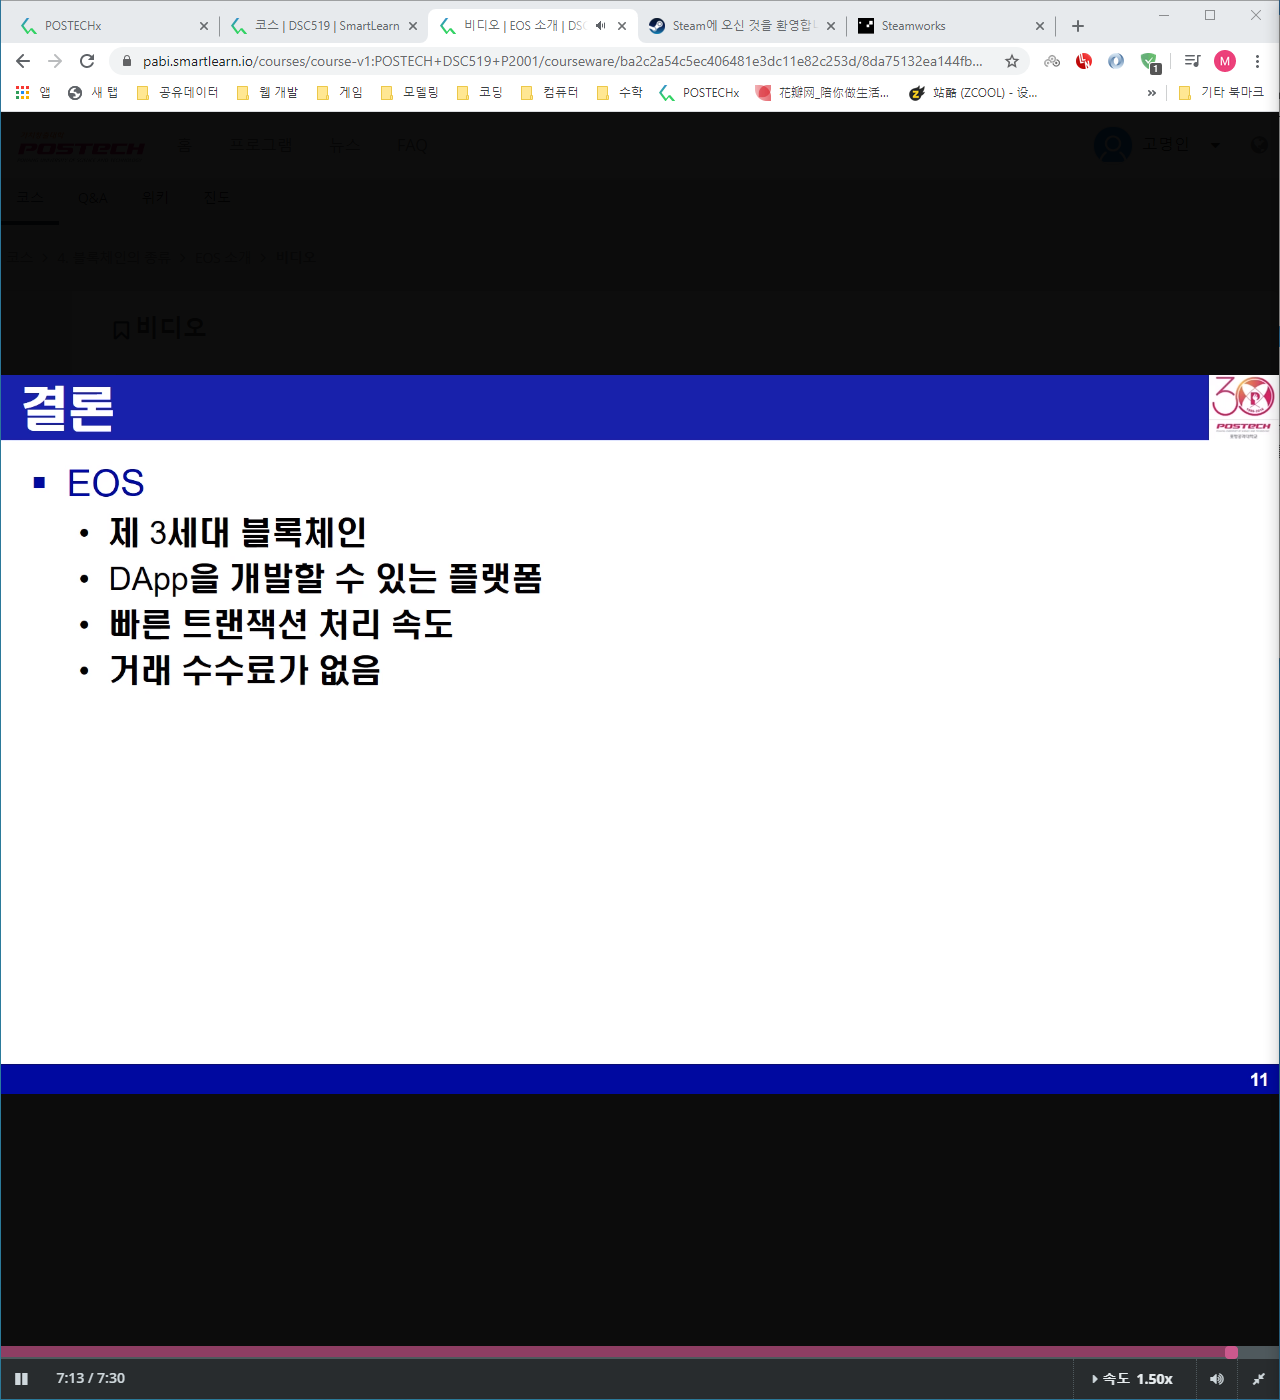 POSTECHx
코스 | DSC519 | SmartLearn
비디오 | EOS 소개 | DSC
Steam에 오신 것을 환영합니
Steamworks
pabi.smartlearn.io/courses/course-v1:POSTECH+DSC519+P2001/courseware/ba2c2a54c5ec406481e3dc11e82c253d/8da75132ea144fb...
1
M
앱
새 탭
공유데이터
웹 개발
게임
모델링
코딩
컴퓨터
수학
POSTECHx
花瓣网_陪你做生活...
站酷 (ZCOOL) - 设...
»
기타 북마크
POSTECH
홈
프로그램
뉴스
FAQ
고명인
코스
Q&A
위키
진도
비디오
결론
30
POSTECH
EOS
제 3세대 블록체인
DApp을 개발할 수 있는 플랫폼
빠른 트랜잭션 처리 속도
거래 수수료가 없음
11
7:13 / 7:30
속도 1.50x